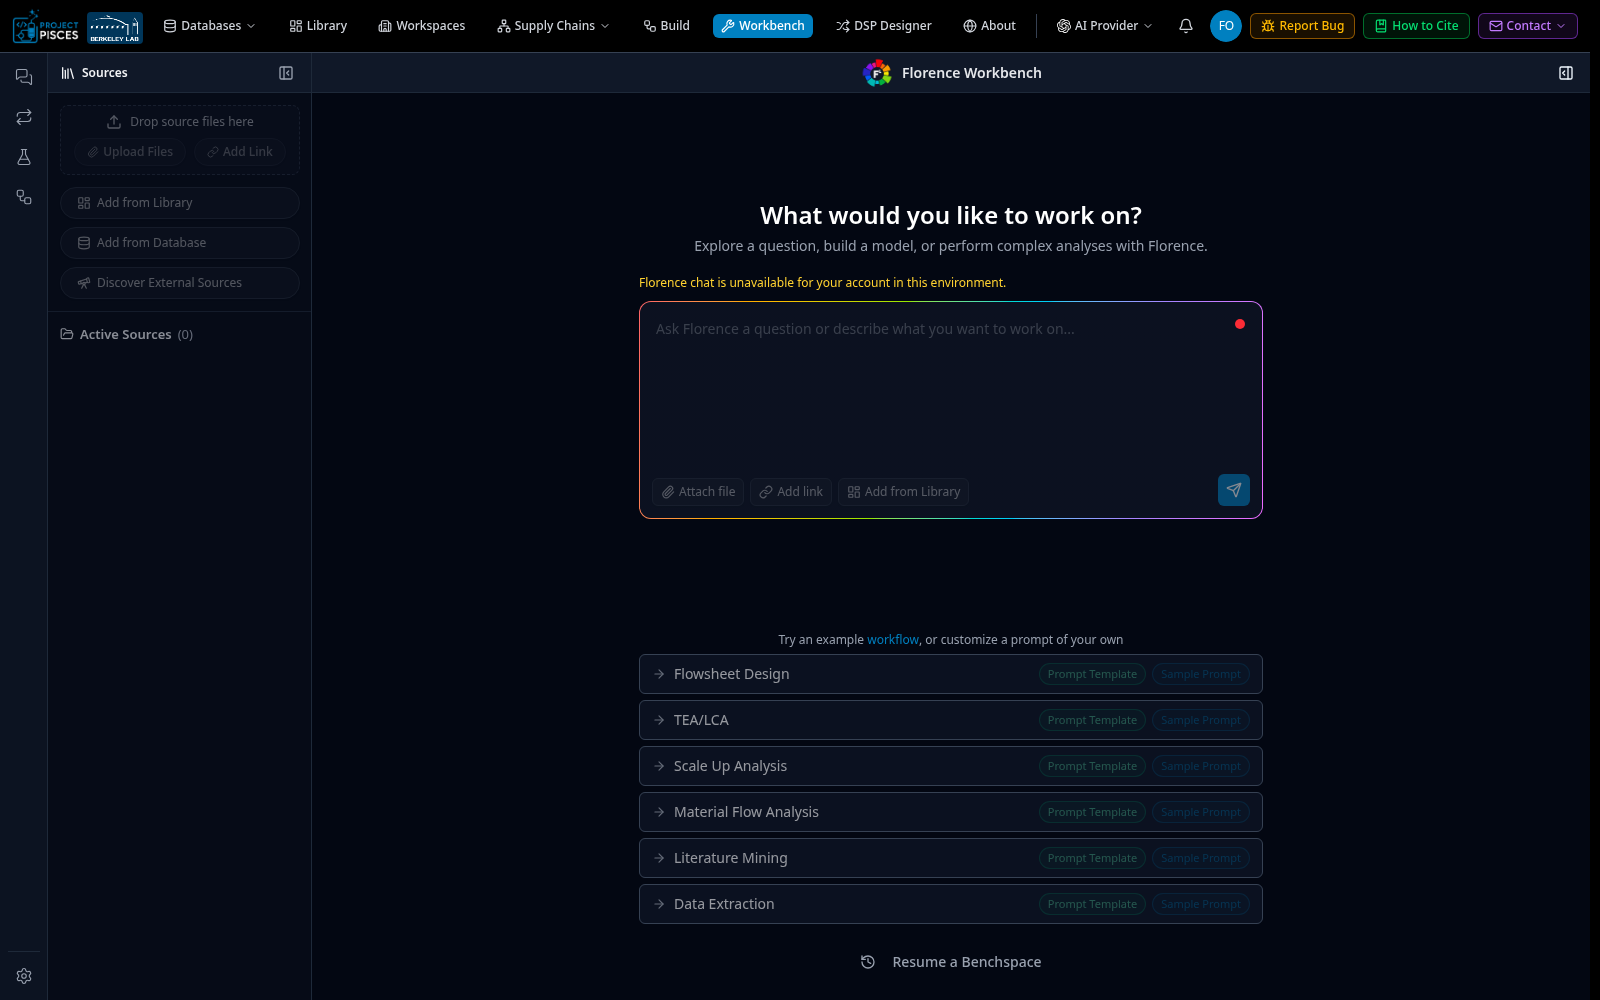 PROJECT
PISCES
BERKELEY LAB
Databases
Library
Workspaces
Supply Chains
Build
Workbench
DSP Designer
About
AI Provider
FO
Report Bug
How to Cite
Contact
Sources
Florence Workbench
Drop source files here
Upload Files
Add Link
Add from Library
Add from Database
Discover External Sources
Active Sources (0)
What would you like to work on?
Explore a question, build a model, or perform complex analyses with Florence.
Florence chat is unavailable for your account in this environment.
Ask Florence a question or describe what you want to work on...
Attach file
Add link
Add from Library
Try an example workflow, or customize a prompt of your own
Flowsheet Design
Prompt Template
Sample Prompt
TEA/LCA
Prompt Template
Sample Prompt
Scale Up Analysis
Prompt Template
Sample Prompt
Material Flow Analysis
Prompt Template
Sample Prompt
Literature Mining
Prompt Template
Sample Prompt
Data Extraction
Prompt Template
Sample Prompt
Resume a Benchspace